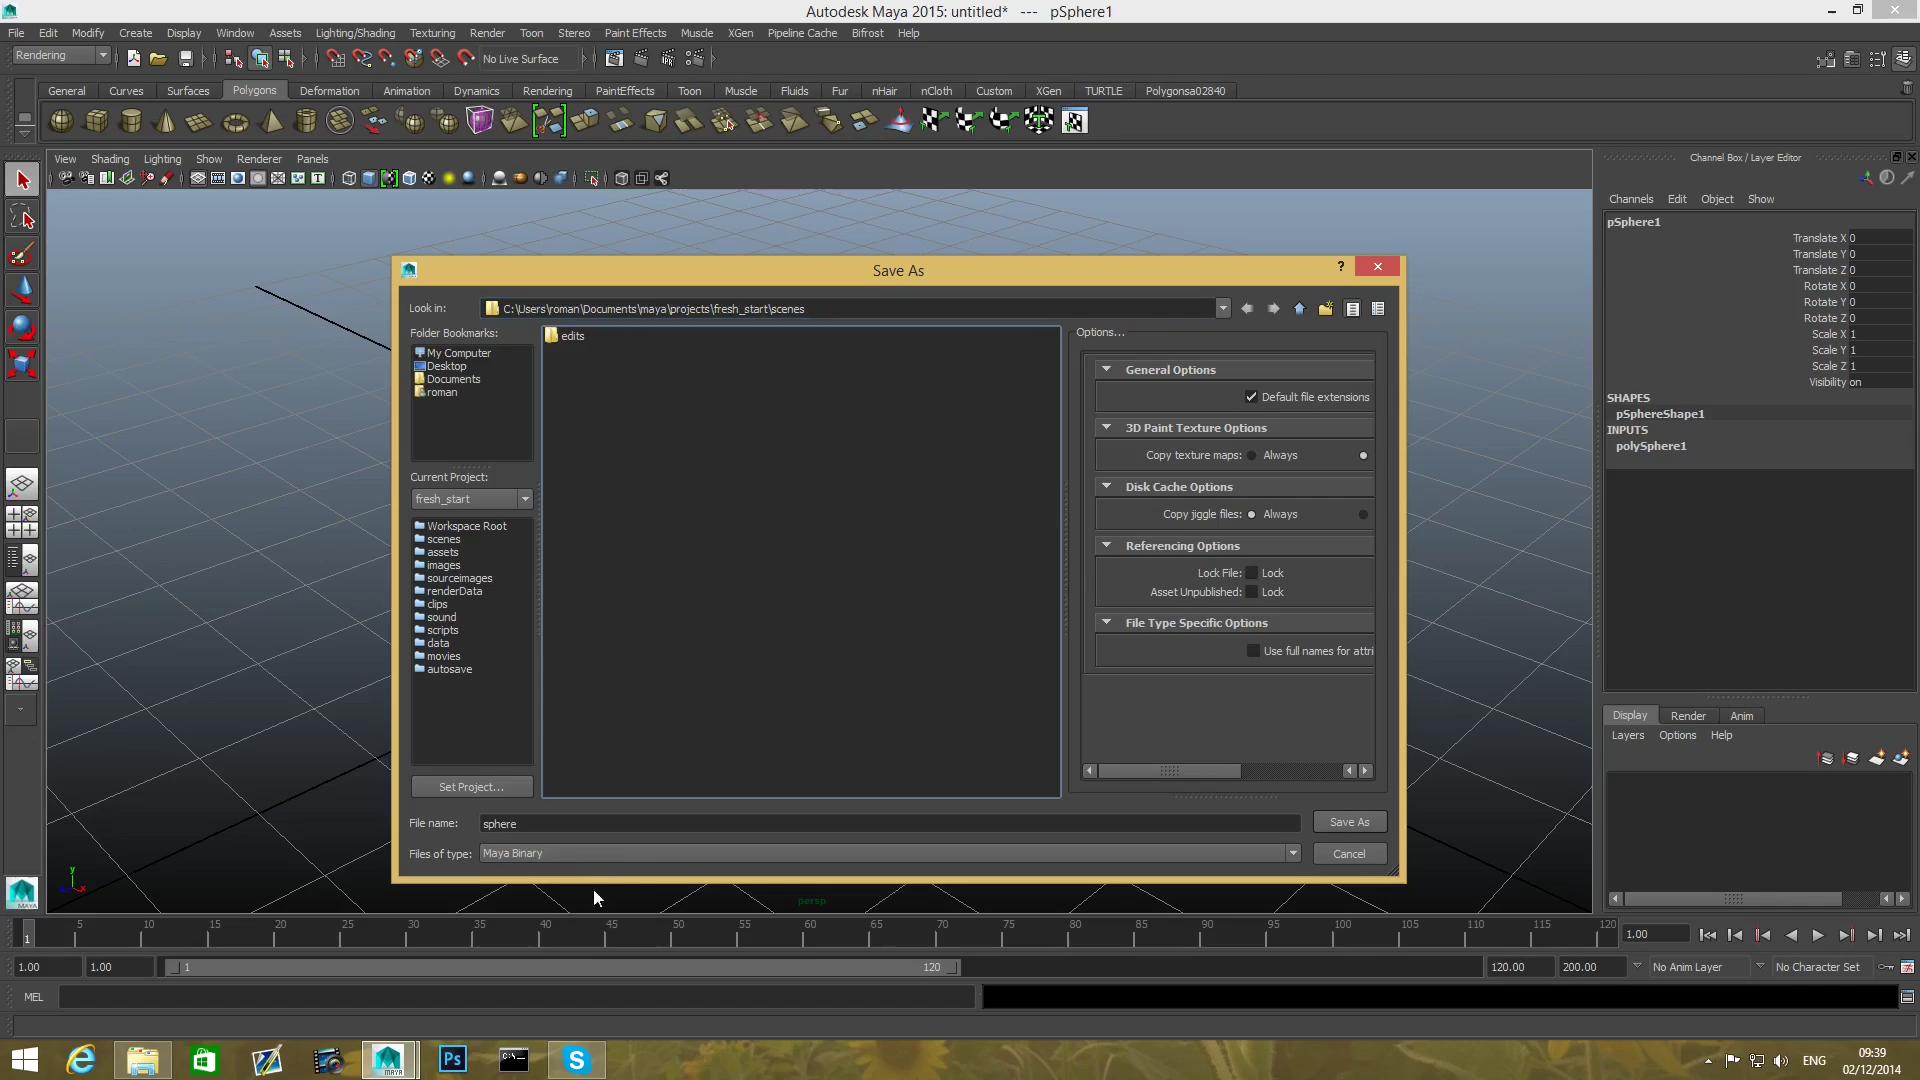 Autodesk Maya 2015: untitled*   ---   pSphere1
File Edit Modify Create Display Window Assets Lighting/Shading Texturing Render Toon Stereo Paint Effects Muscle XGen Pipeline Cache Bifrost Help
Rendering
No Live Surface
General Curves Surfaces Polygons Deformation Animation Dynamics Rendering PaintEffects Toon Muscle Fluids Fur nHair nCloth Custom XGen TURTLE Polygonsa02840
View Shading Lighting Show Renderer Panels
Channel Box / Layer Editor
Channels Edit Object Show
pSphere1
Translate X 0
Translate Y 0
Translate Z 0
Rotate X 0
Rotate Y 0
Rotate Z 0
Scale X 1
Scale Y 1
Scale Z 1
Visibility on
SHAPES
pSphereShape1
INPUTS
polySphere1
Save As
?
Look in: C:\Users\roman\Documents\maya\projects\fresh_start\scenes
Folder Bookmarks:
My Computer
Desktop
Documents
roman
edits
Current Project:
fresh_start
Workspace Root
scenes
assets
images
sourceimages
renderData
clips
sound
scripts
data
movies
autosave
Set Project...
Options...
General Options
Default file extensions
3D Paint Texture Options
Copy texture maps: Always
Disk Cache Options
Copy jiggle files: Always
Referencing Options
Lock File: Lock
Asset Unpublished: Lock
File Type Specific Options
Use full names for attri
File name: sphere
Save As
Files of type: Maya Binary
Cancel
Display Render Anim
Layers Options Help
y
x
persp
1 5 10 15 20 25 30 35 40 45 50 55 60 65 70 75 80 85 90 95 100 105 110 115 120
1.00
1.00 1.00 1 120 120.00 200.00 No Anim Layer No Character Set
MEL
MAYA
Ps
ENG
09:39
02/12/2014